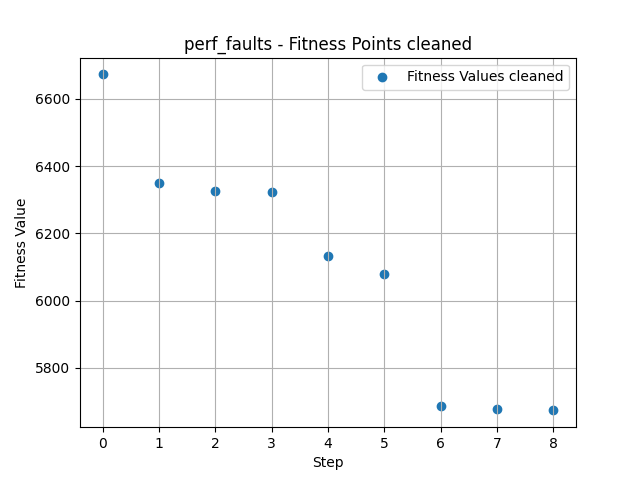 perf_faults - Fitness Points cleaned
Fitness Values cleaned
6600
6400
6200
6000
5800
Fitness Value
0 1 2 3 4 5 6 7 8
Step